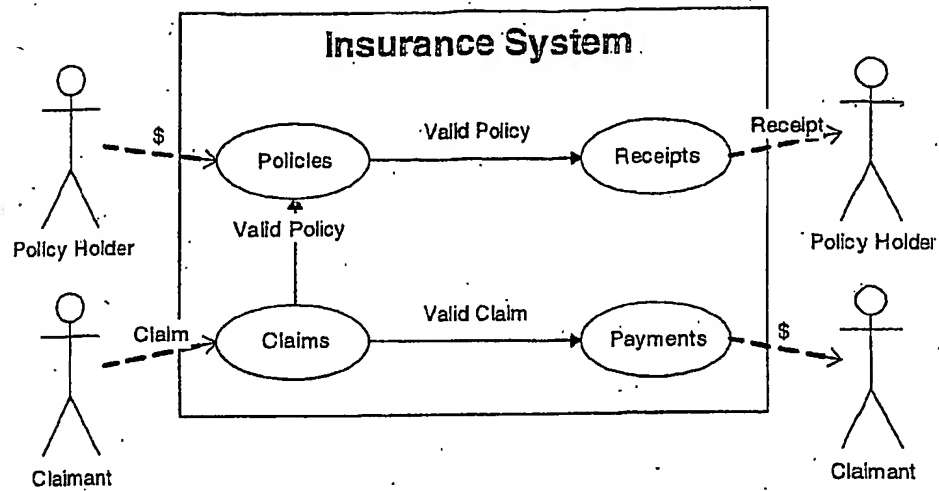 Insurance System
$
Policies
Valid Policy
Receipts
Receipt
Policy Holder
Valid Policy
Policy Holder
Claim
Claims
Valid Claim
Payments
$
Claimant
Claimant